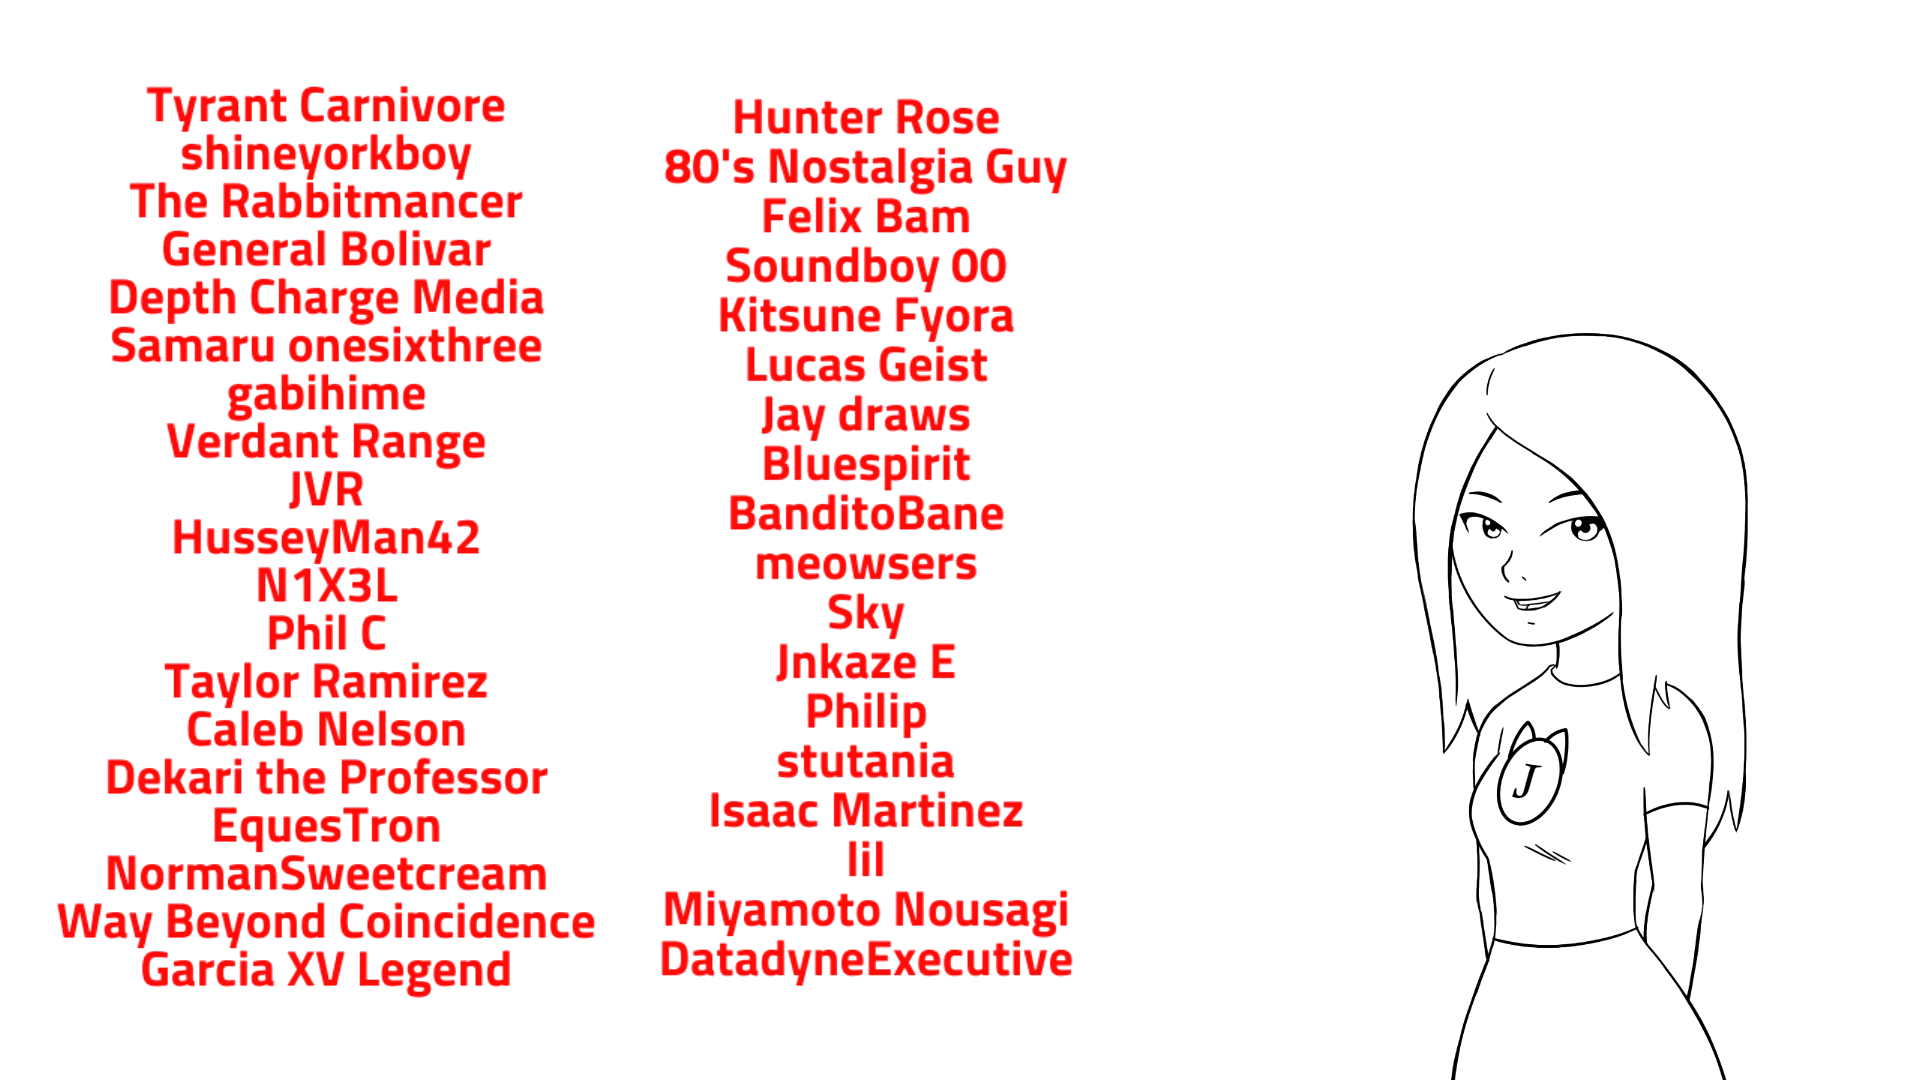 Tyrant Carnivore
shineyorkboy
The Rabbitmancer
General Bolivar
Depth Charge Media
Samaru onesixthree
gabihime
Verdant Range
JVR
HusseyMan42
N1X3L
Phil C
Taylor Ramirez
Caleb Nelson
Dekari the Professor
EquesTron
NormanSweetcream
Way Beyond Coincidence
Garcia XV Legend
Hunter Rose
80's Nostalgia Guy
Felix Bam
Soundboy 00
Kitsune Fyora
Lucas Geist
Jay draws
Bluespirit
BanditoBane
meowsers
Sky
Jnkaze E
Philip
stutania
Isaac Martinez
lil
Miyamoto Nousagi
DatadyneExecutive
J